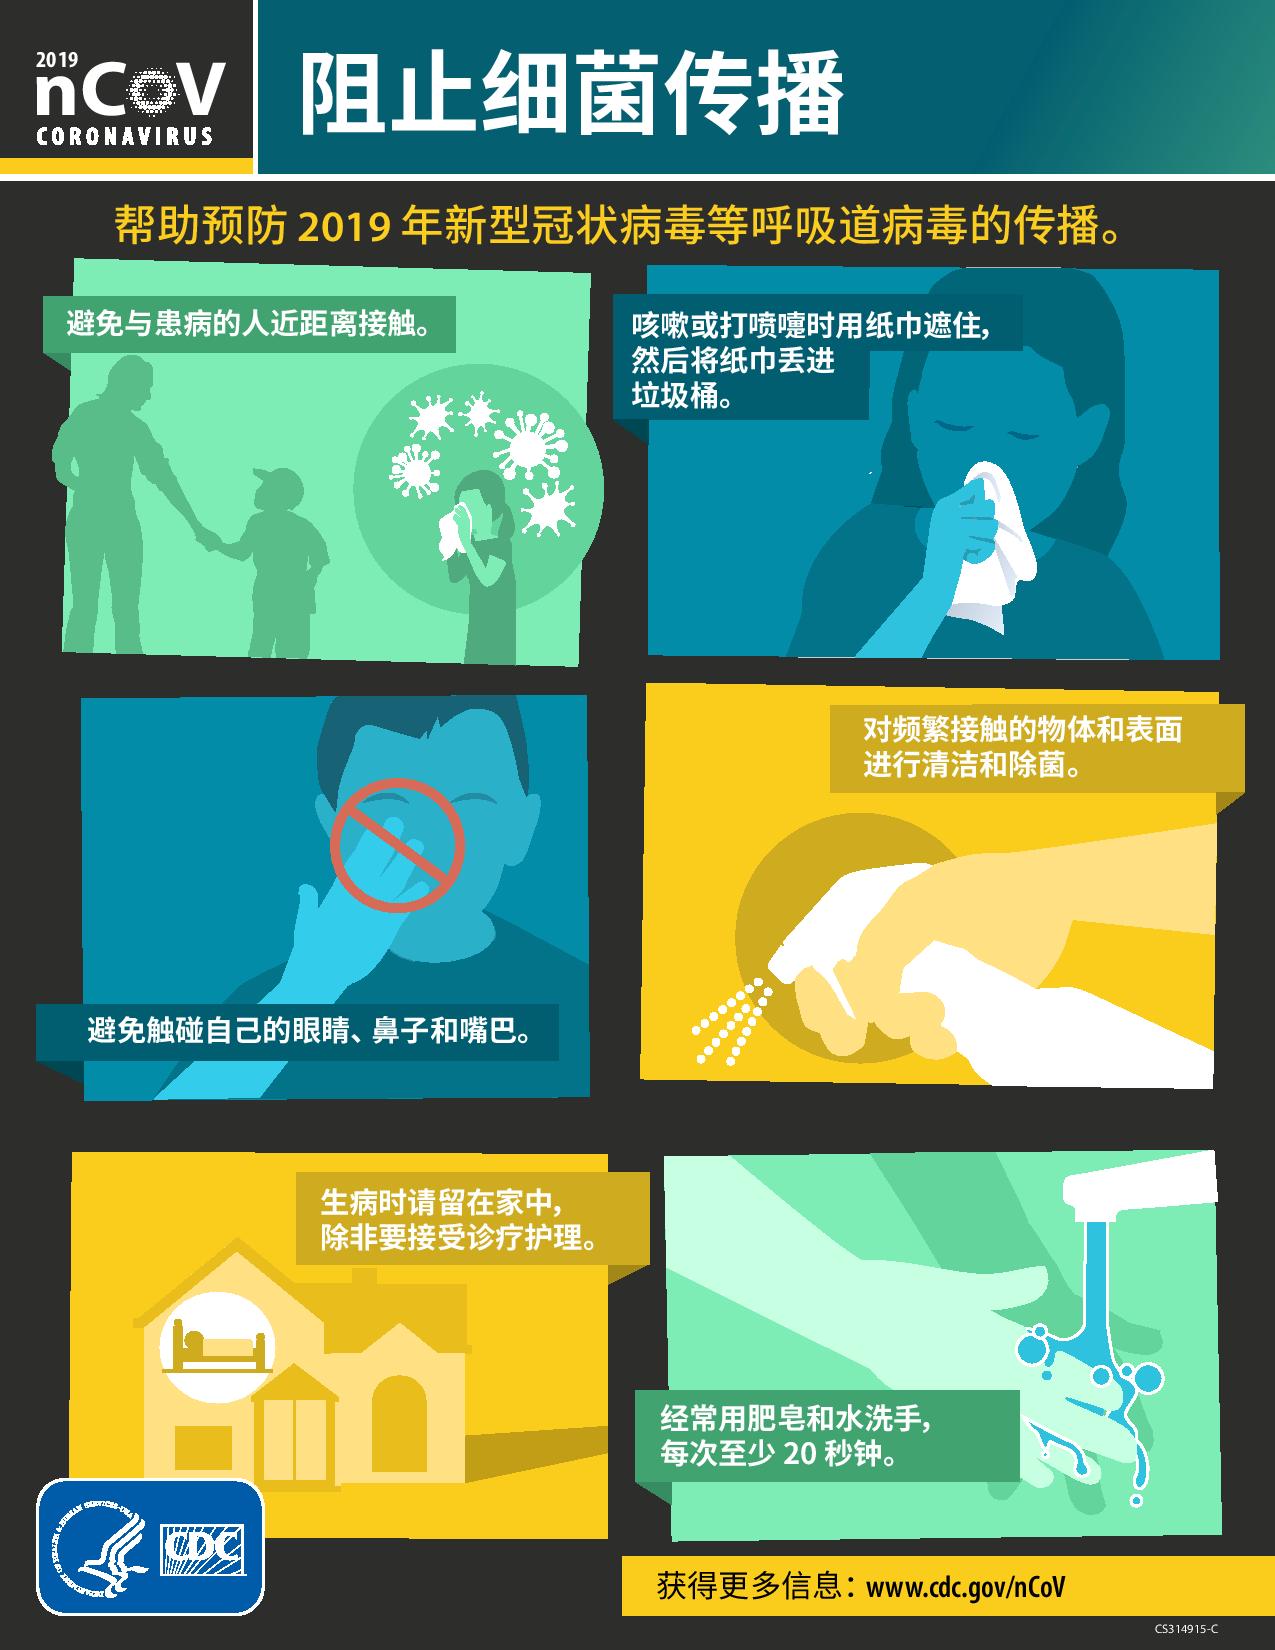 2019
nCoV
CORONAVIRUS
阻止细菌传播
帮助预防 2019 年新型冠状病毒等呼吸道病毒的传播。
避免与患病的人近距离接触。
咳嗽或打喷嚏时用纸巾遮住,
然后将纸巾丢进
垃圾桶。
避免触碰自己的眼睛、鼻子和嘴巴。
对频繁接触的物体和表面
进行清洁和除菌。
生病时请留在家中,
除非要接受诊疗护理。
经常用肥皂和水洗手,
每次至少 20 秒钟。
DEPARTMENT OF HEALTH & HUMAN SERVICES·USA
CDC
获得更多信息：www.cdc.gov/nCoV
CS314915-C